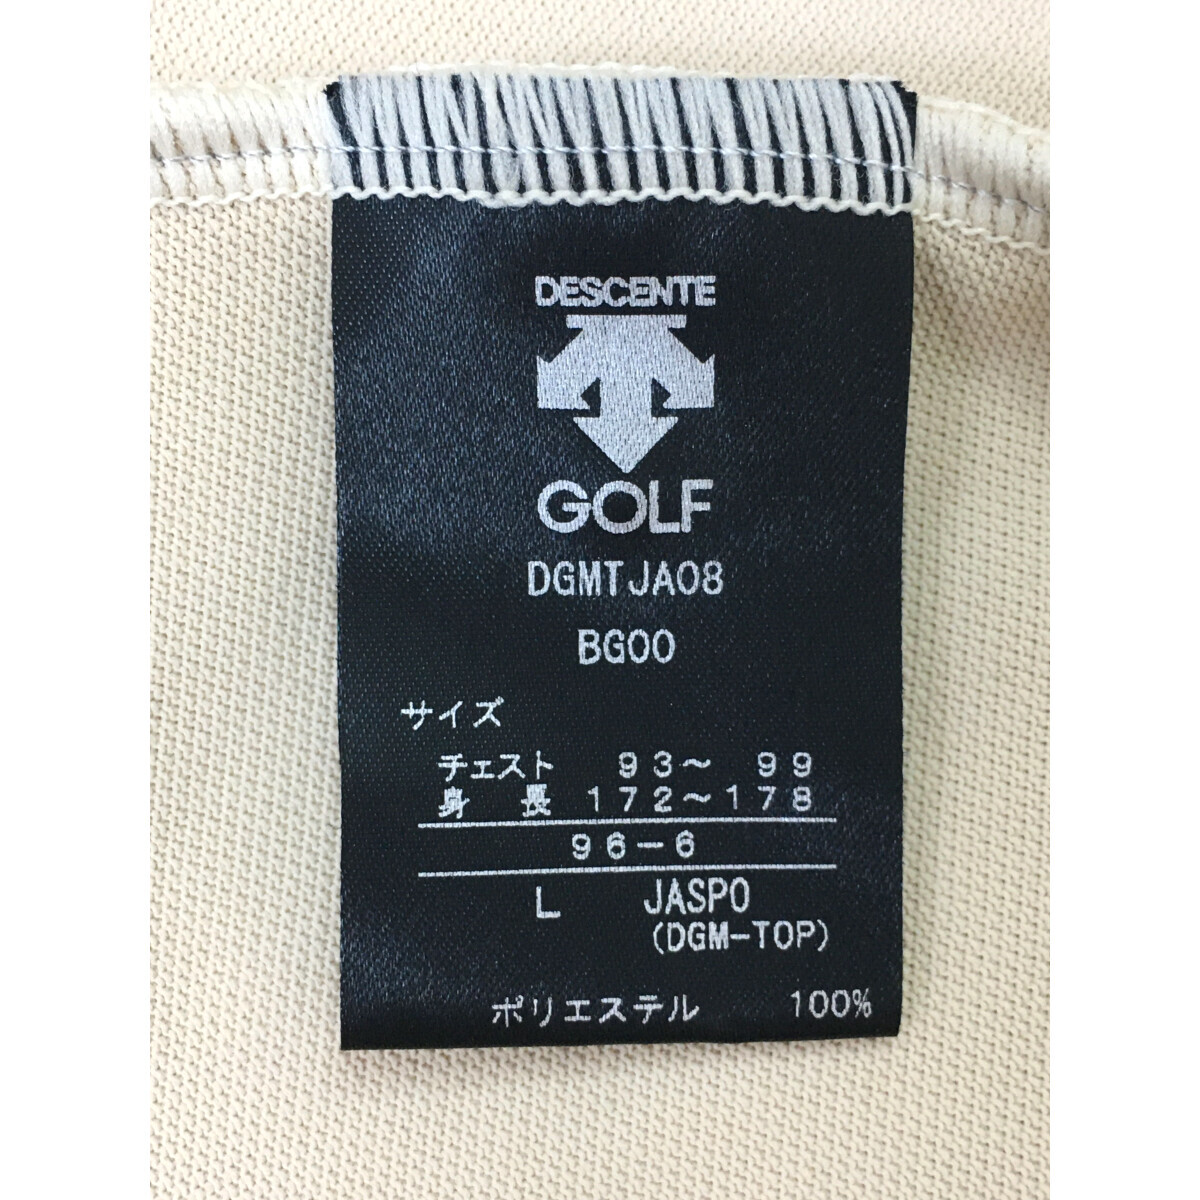 DESCENTE
GOLF
DGMTJA08
BG00
サイズ
チェスト 93〜 99
身 長 172〜178
96-6
L JASPO
(DGM-TOP)
ポリエステル 100%